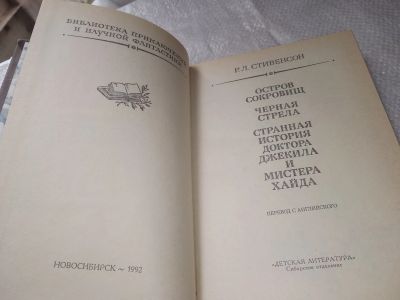 БИБЛИОТЕКА ПРИКЛЮЧЕНИЙ
И НАУЧНОЙ ФАНТАСТИКИ
НОВОСИБИРСК ~ 1992
Р. Л. СТИВЕНСОН
ОСТРОВ
СОКРОВИЩ
ЧЕРНАЯ
СТРЕЛА
СТРАННАЯ
ИСТОРИЯ
ДОКТОРА
ДЖЕКИЛА
И
МИСТЕРА
ХАЙДА
ПЕРЕВОД С АНГЛИЙСКОГО
«ДЕТСКАЯ ЛИТЕРАТУРА»
Сибирское отделение